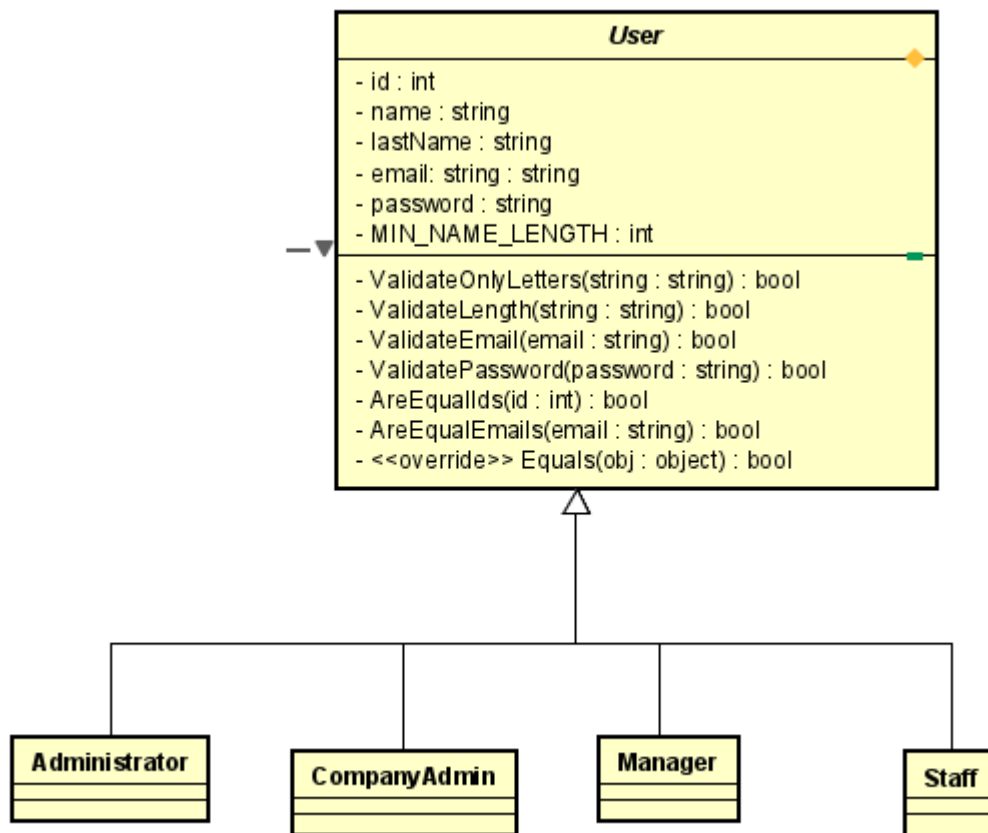 User
- id : int
- name : string
- lastName : string
- email: string : string
- password : string
- MIN_NAME_LENGTH : int
- ValidateOnlyLetters(string : string) : bool
- ValidateLength(string : string) : bool
- ValidateEmail(email : string) : bool
- ValidatePassword(password : string) : bool
- AreEqualIds(id : int) : bool
- AreEqualEmails(email : string) : bool
- <<override>> Equals(obj : object) : bool
Administrator
CompanyAdmin
Manager
Staff